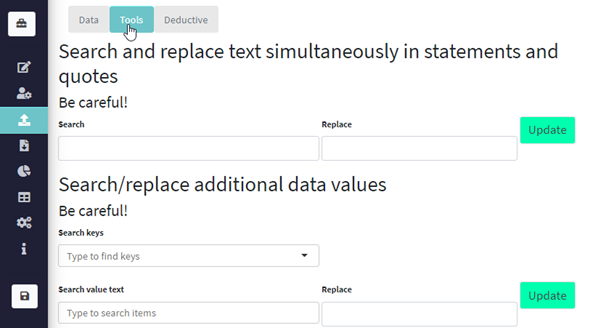 Data Tools Deductive
Search and replace text simultaneously in statements and
quotes
Be careful!
Search Replace Update
Search/replace additional data values
Be careful!
Search keys
Type to find keys
Search value text Replace Update
Type to search items